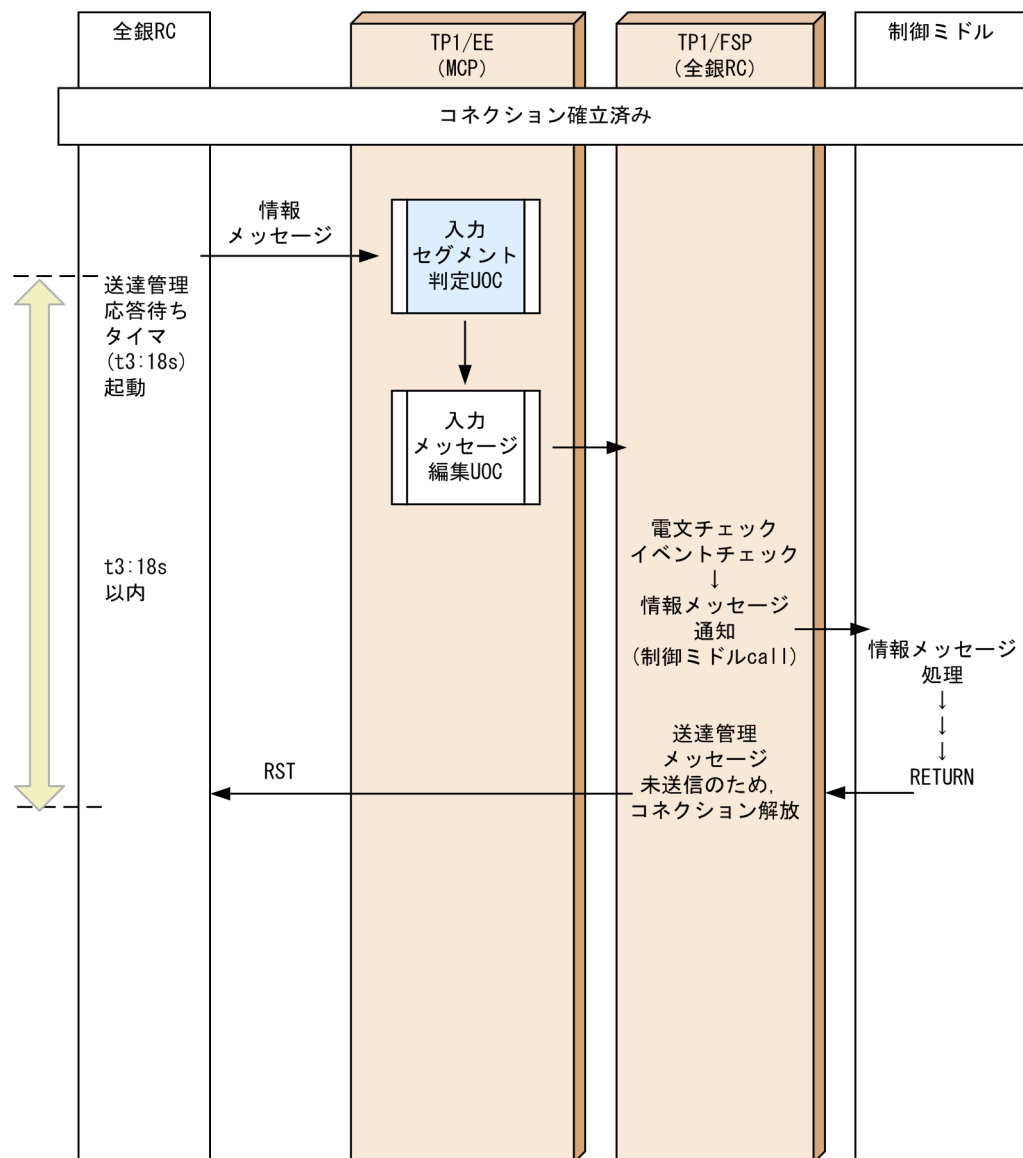 全銀RC
TP1/EE
(MCP)
TP1/FSP
(全銀RC)
制御ミドル
コネクション確立済み
情報
メッセージ
入力
セグメント
判定UOC
送達管理
応答待ち
タイマ
(t3:18s)
起動
入力
メッセージ
編集UOC
t3:18s
以内
電文チェック
イベントチェック
↓
情報メッセージ
通知
(制御ミドルcall)
情報メッセージ
処理
↓
↓
↓
RETURN
送達管理
メッセージ
未送信のため,
コネクション解放
RST